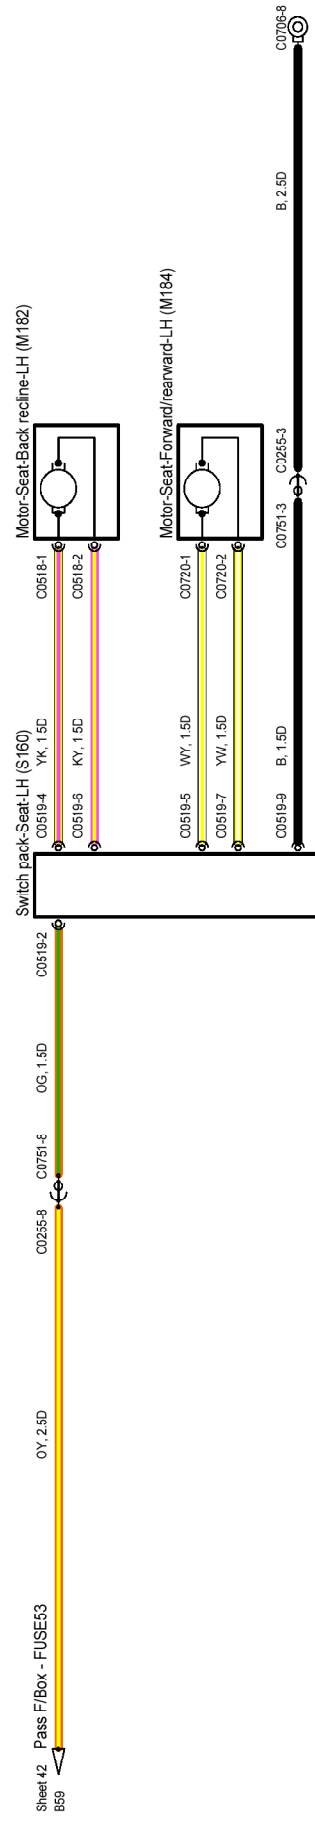 Sheet 42
B59
Pass F/Box - FUSE53
OY, 2.5D
C0255-8
C0751-8
OG, 1.5D
C0519-2
Switch pack-Seat-LH (S160)
C0519-4
YK, 1.5D
C0518-1
C0519-6
KY, 1.5D
C0518-2
Motor-Seat-Back recline-LH (M182)
C0519-5
WY, 1.5D
C0720-1
C0519-7
YW, 1.5D
C0720-2
Motor-Seat-Forward/rearward-LH (M184)
C0519-9
B, 1.5D
C0751-3
C0255-3
B, 2.5D
C0706-8